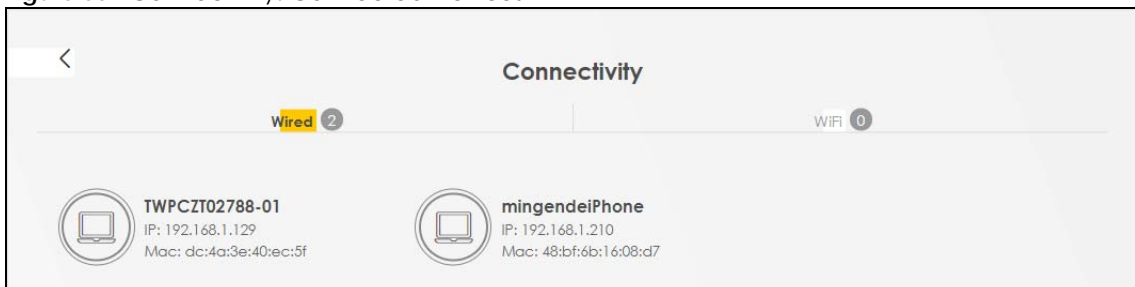 Connectivity
Wired 2
WiFi 0
TWPCZT02788-01
IP: 192.168.1.129
Mac: dc:4a:3e:40:ec:5f
mingendeiPhone
IP: 192.168.1.210
Mac: 48:bf:6b:16:08:d7